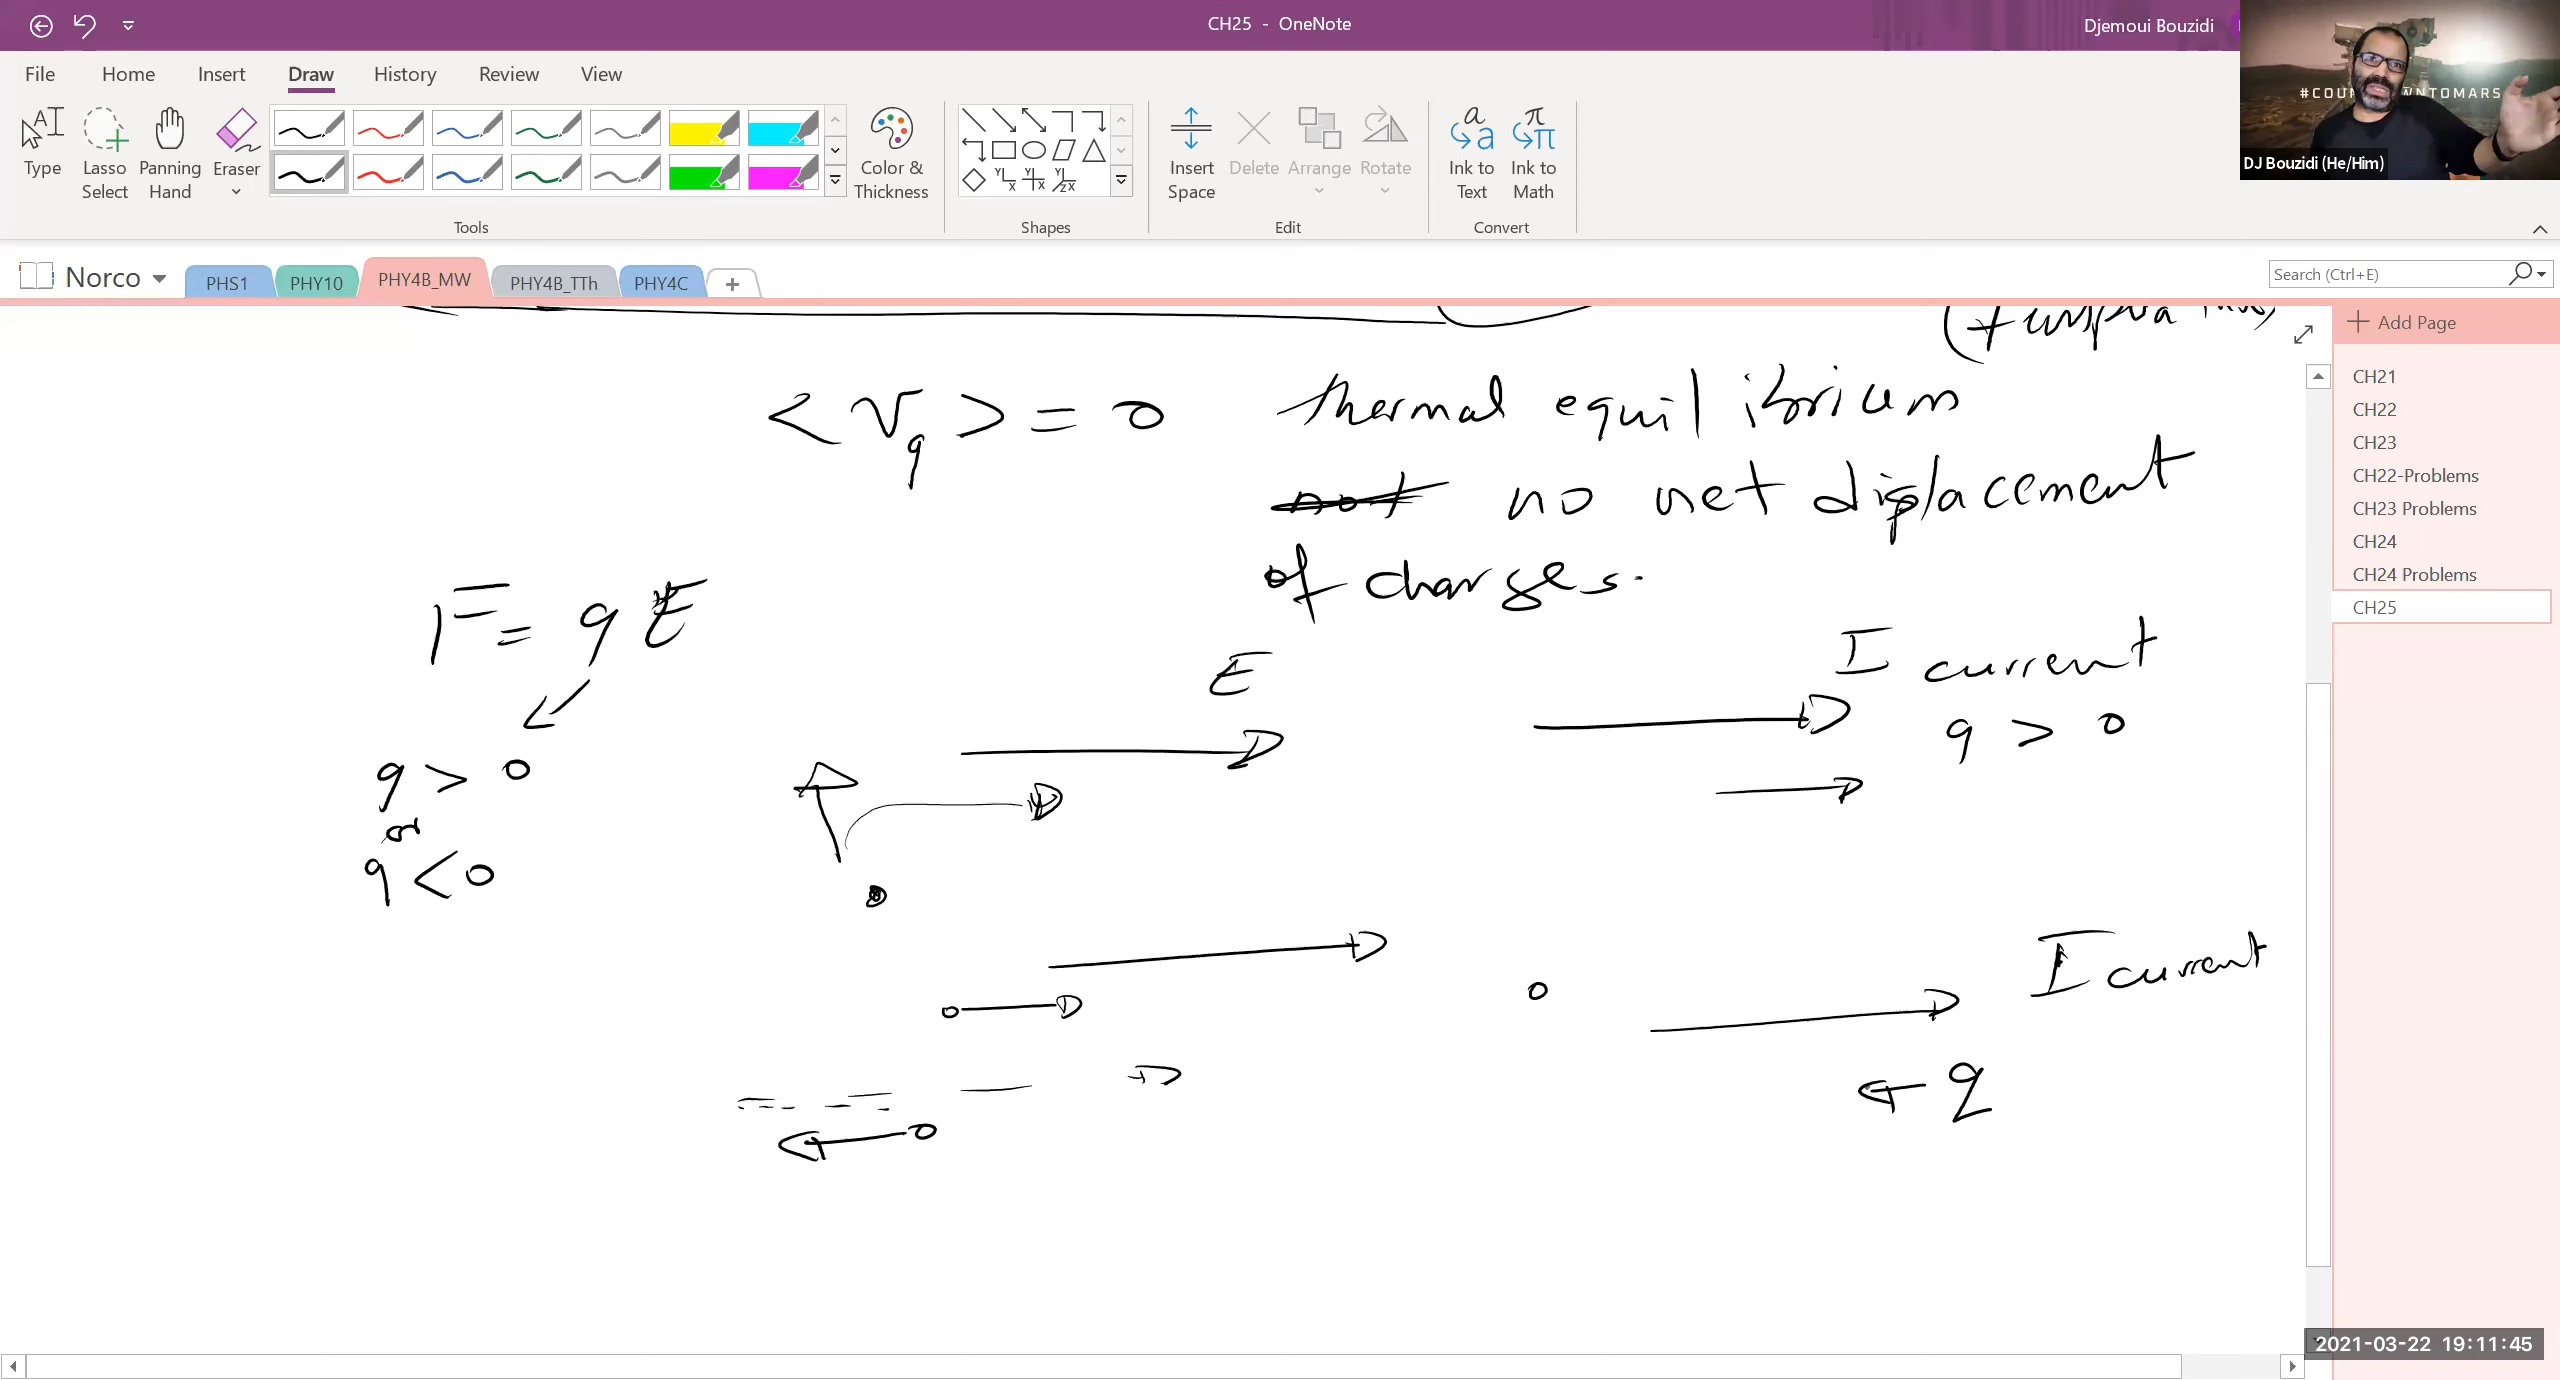 CH25 - OneNote
Djemoui Bouzidi
File Home Insert Draw History Review View
Type
Lasso Select
Panning Hand
Eraser
Color & Thickness
Insert Space
Delete
Arrange
Rotate
Ink to Text
Ink to Math
Tools
Shapes
Edit
Convert
DJ Bouzidi (He/Him)
Norco
PHS1
PHY10
PHY4B_MW
PHY4B_TTh
PHY4C
Search (Ctrl+E)
Add Page
CH21
CH22
CH23
CH22-Problems
CH23 Problems
CH24
CH24 Problems
CH25
< v_q > = 0 thermal equilibrium
not no net displacement
of charges.
F = q E
E
I current
q > 0
q > 0
or
q < 0
I current
q
2021-03-22 19:11:45